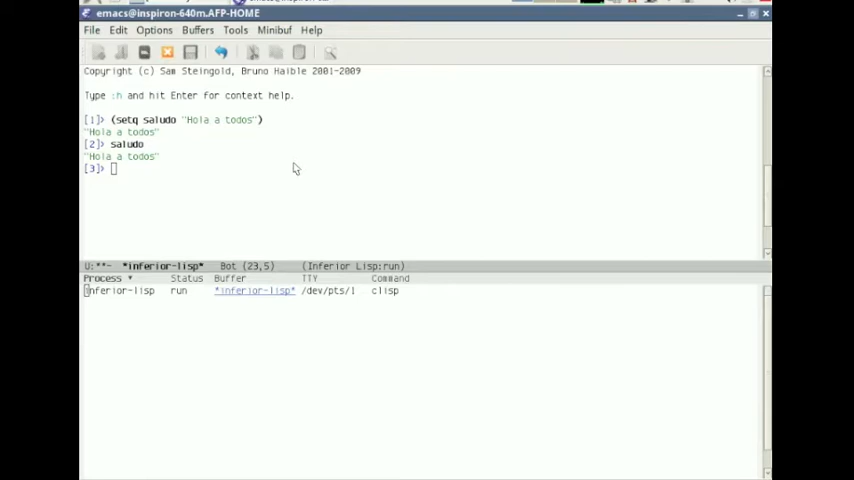 emacs@inspiron-640m.AFP-HOME
File Edit Options Buffers Tools Minibuf Help
Copyright (c) Sam Steingold, Bruno Haible 2001-2009
Type :h and hit Enter for context help.
[1]> (setq saludo "Hola a todos")
"Hola a todos"
[2]> saludo
"Hola a todos"
[3]>
U:**- *inferior-lisp* Bot (23,5) (Inferior Lisp:run)
Process ▾ Status Buffer TTY Command
inferior-lisp run *inferior-lisp* /dev/pts/1 clisp